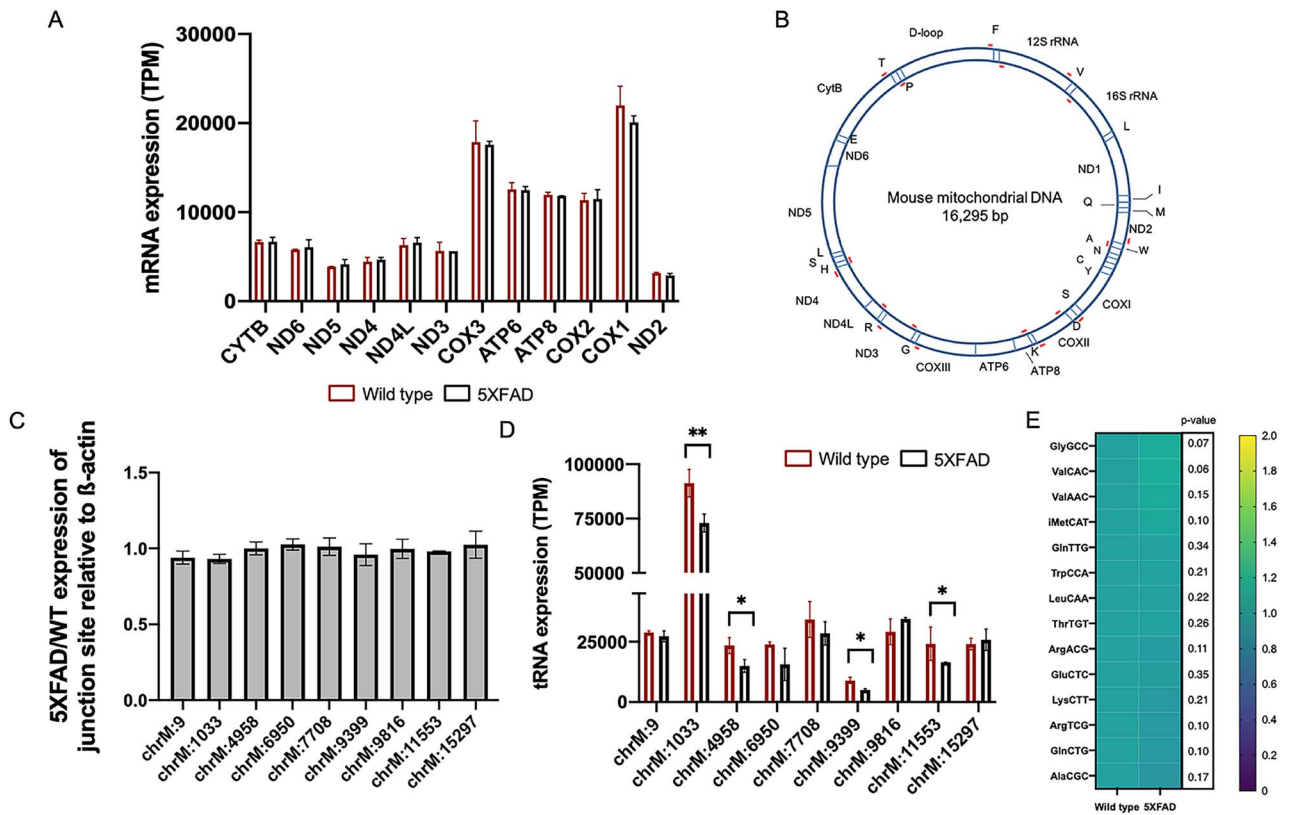 A
mRNA expression (TPM)
30000
20000
10000
0
CYTB
ND6
ND5
ND4
ND4L
ND3
COX3
ATP6
ATP8
COX2
COX1
ND2
Wild type
5XFAD
B
D-loop
F
12S rRNA
T
V
P
CytB
16S rRNA
L
E
ND6
ND1
Mouse mitochondrial DNA
16,295 bp
I
Q
M
ND5
ND2
A
W
N
L
C
S
H
Y
S
ND4
COXI
ND4L
R
D
COXII
ND3
G
K
COXIII
ATP6
ATP8
C
5XFAD/WT expression of
junction site relative to ß-actin
1.5
1.0
0.5
0.0
chrM:9
chrM:1033
chrM:4958
chrM:6950
chrM:7708
chrM:9399
chrM:9816
chrM:11553
chrM:15297
D
tRNA expression (TPM)
**
Wild type
5XFAD
100000
75000
50000
25000
0
*
*
*
chrM:9
chrM:1033
chrM:4958
chrM:6950
chrM:7708
chrM:9399
chrM:9816
chrM:11553
chrM:15297
E
p-value
GlyGCC 0.07
ValCAC 0.06
ValAAC 0.15
iMetCAT 0.10
GlnTTG 0.34
TrpCCA 0.21
LeuCAA 0.22
ThrTGT 0.26
ArgACG 0.11
GluCTC 0.35
LysCTT 0.21
ArgTCG 0.10
GlnCTG 0.10
AlaCGC 0.17
Wild type 5XFAD
2.0
1.8
1.6
1.4
1.2
1.0
0.8
0.6
0.4
0.2
0